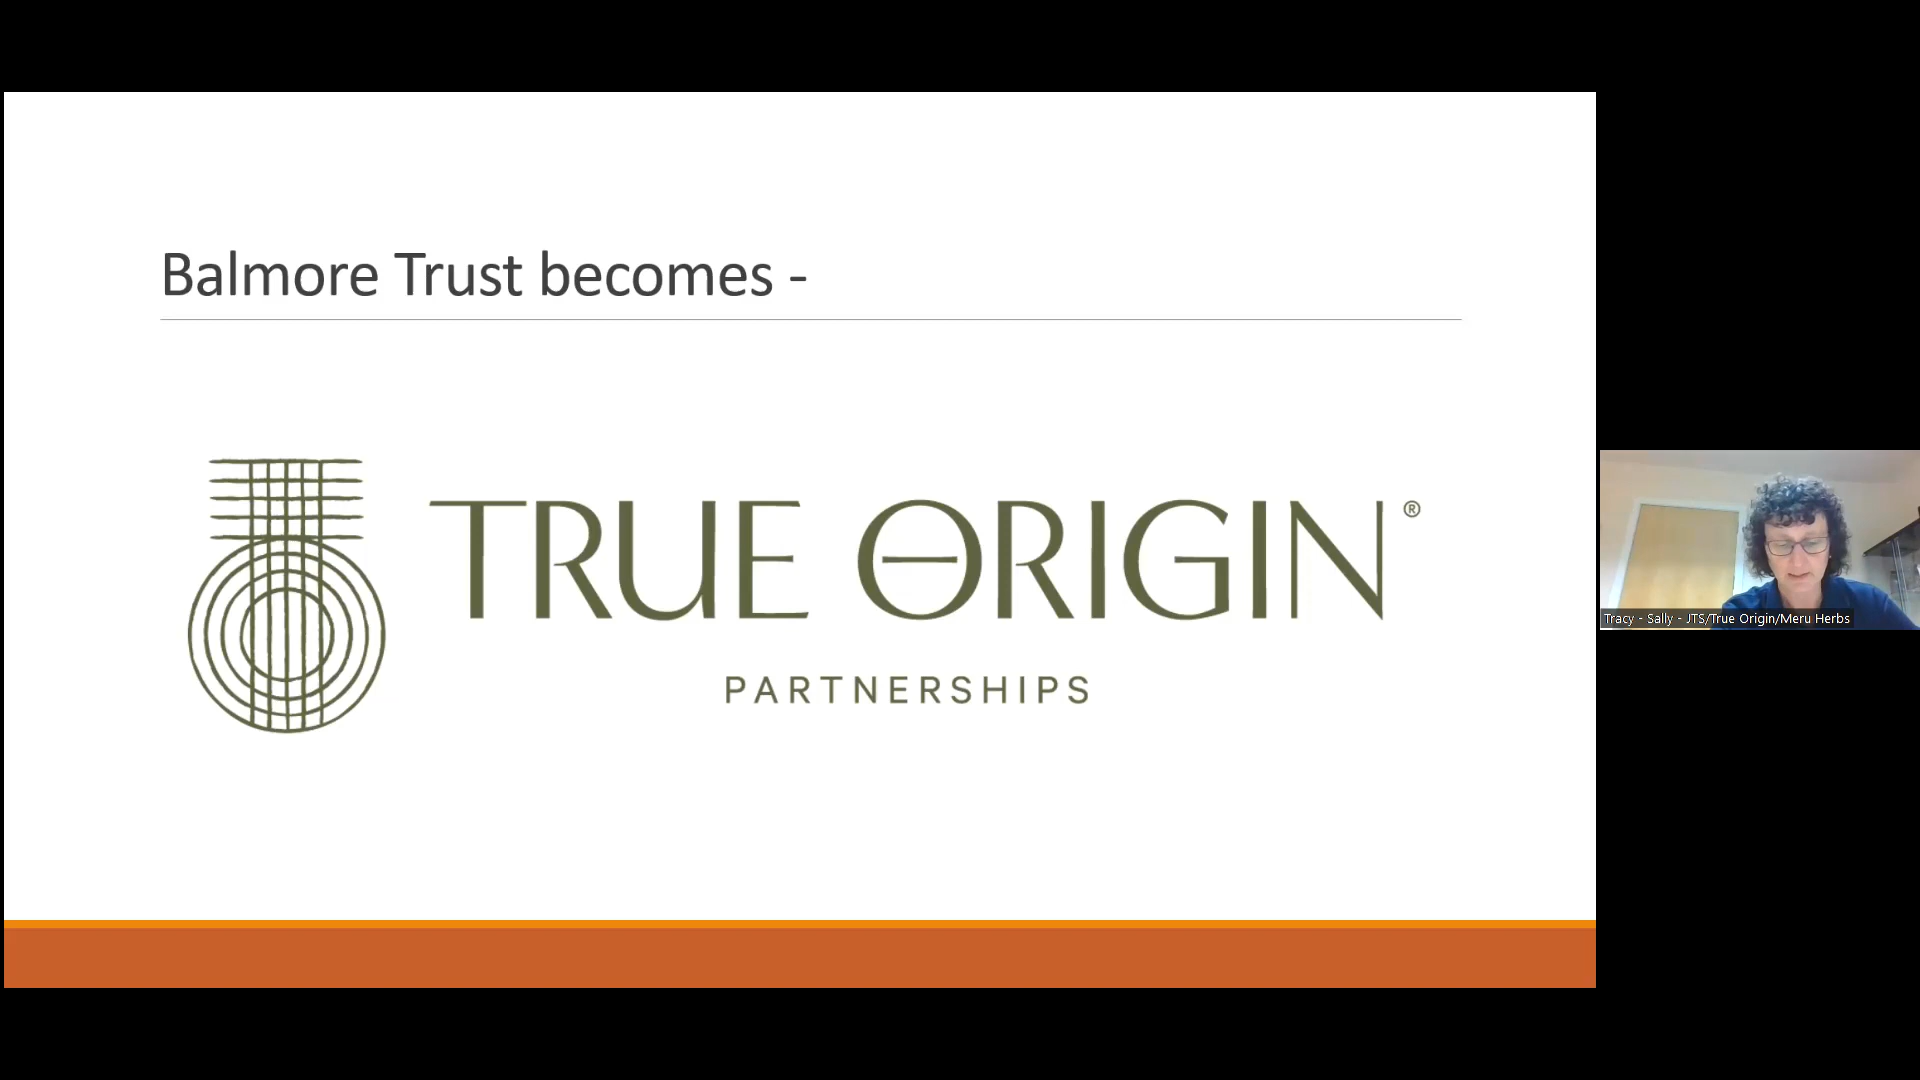 Balmore Trust becomes -
TRUE ORIGIN®
PARTNERSHIPS
Tracy - Sally - JTS/True Origin/Meru Herbs